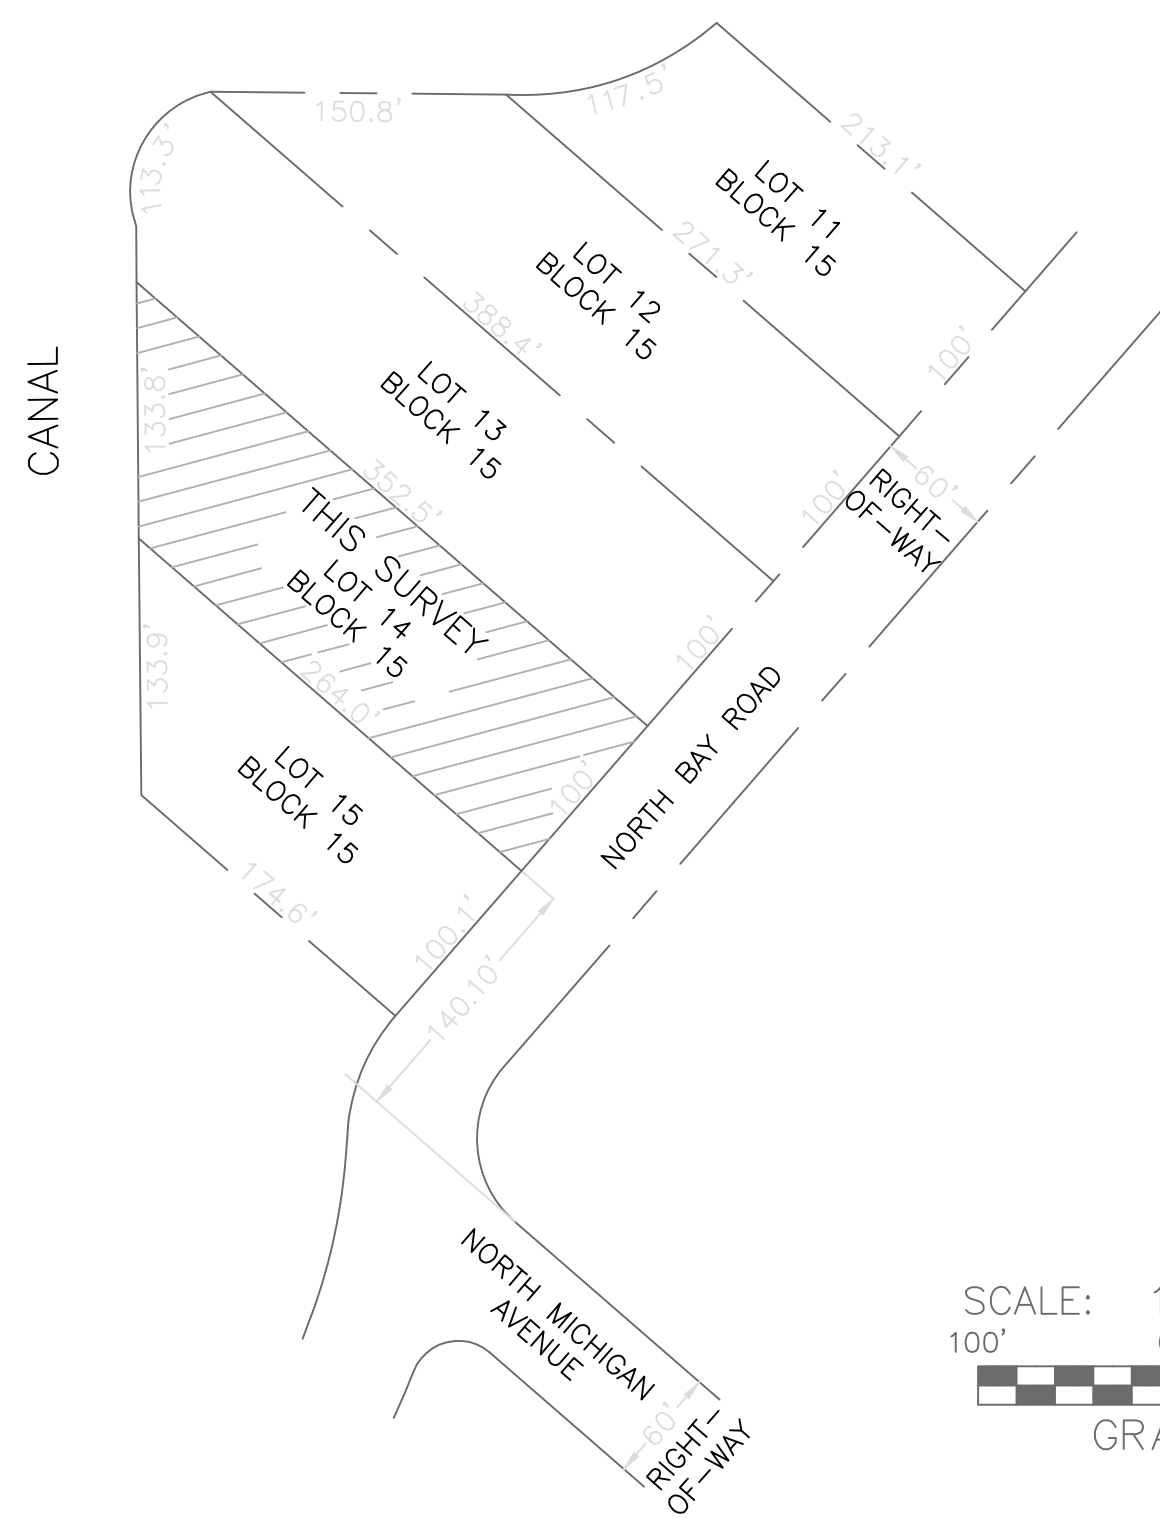 150.8'
117.5'
213.1'
113.3'
LOT 11
BLOCK 15
271.3'
LOT 12
BLOCK 15
388.4'
100'
CANAL
133.8'
LOT 13
BLOCK 15
352.5'
100'
60'
RIGHT-
OF-WAY
THIS SURVEY
LOT 14
BLOCK 15
100'
133.9'
264.0'
NORTH BAY ROAD
LOT 15
BLOCK 15
100'
174.6'
100.1'
140.10'
NORTH MICHIGAN
AVENUE
60'
RIGHT-
OF-WAY
SCALE:
100'